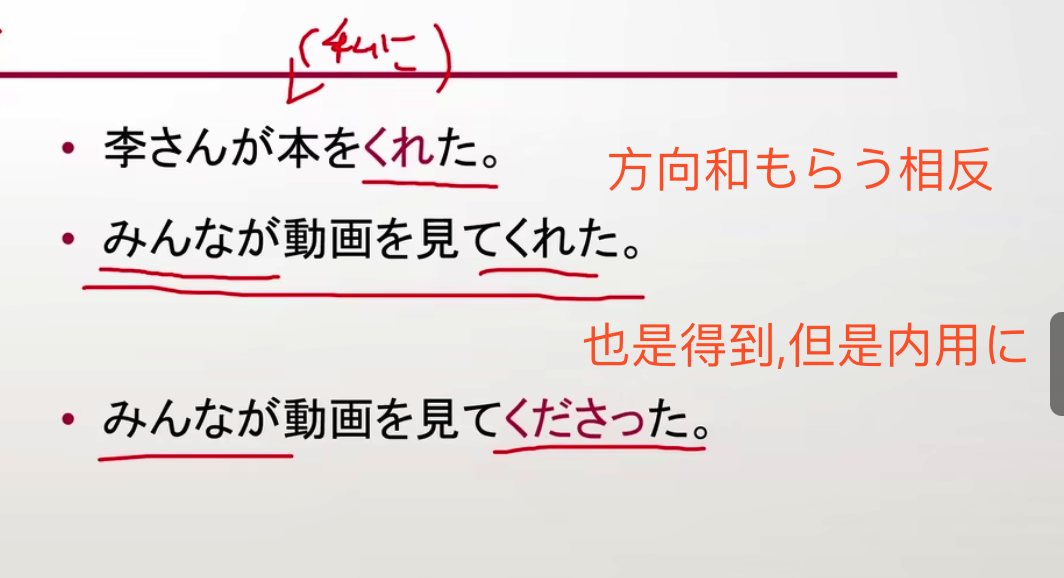 (私に)
• 李さんが本をくれた。
方向和もらう相反
• みんなが動画を見てくれた。
也是得到,但是内用に
• みんなが動画を見てくださった。